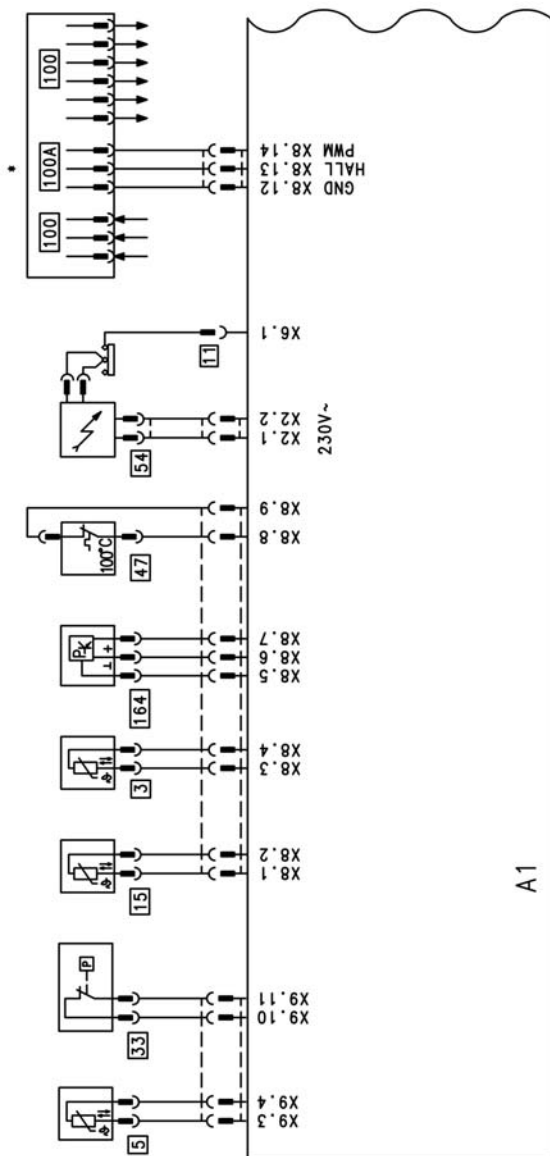 *
100
100A
100
X8.14 PWM
X8.13 HALL
X8.12 GND
11
X6.1
54
X2.2
X2.1
230V~
100°C
47
X8.9
X8.8
P
K
+
⊥
164
X8.7
X8.6
X8.5
ϑ
3
X8.4
X8.3
ϑ
15
X8.2
X8.1
P
33
X9.11
X9.10
ϑ
5
X9.4
X9.3
A1